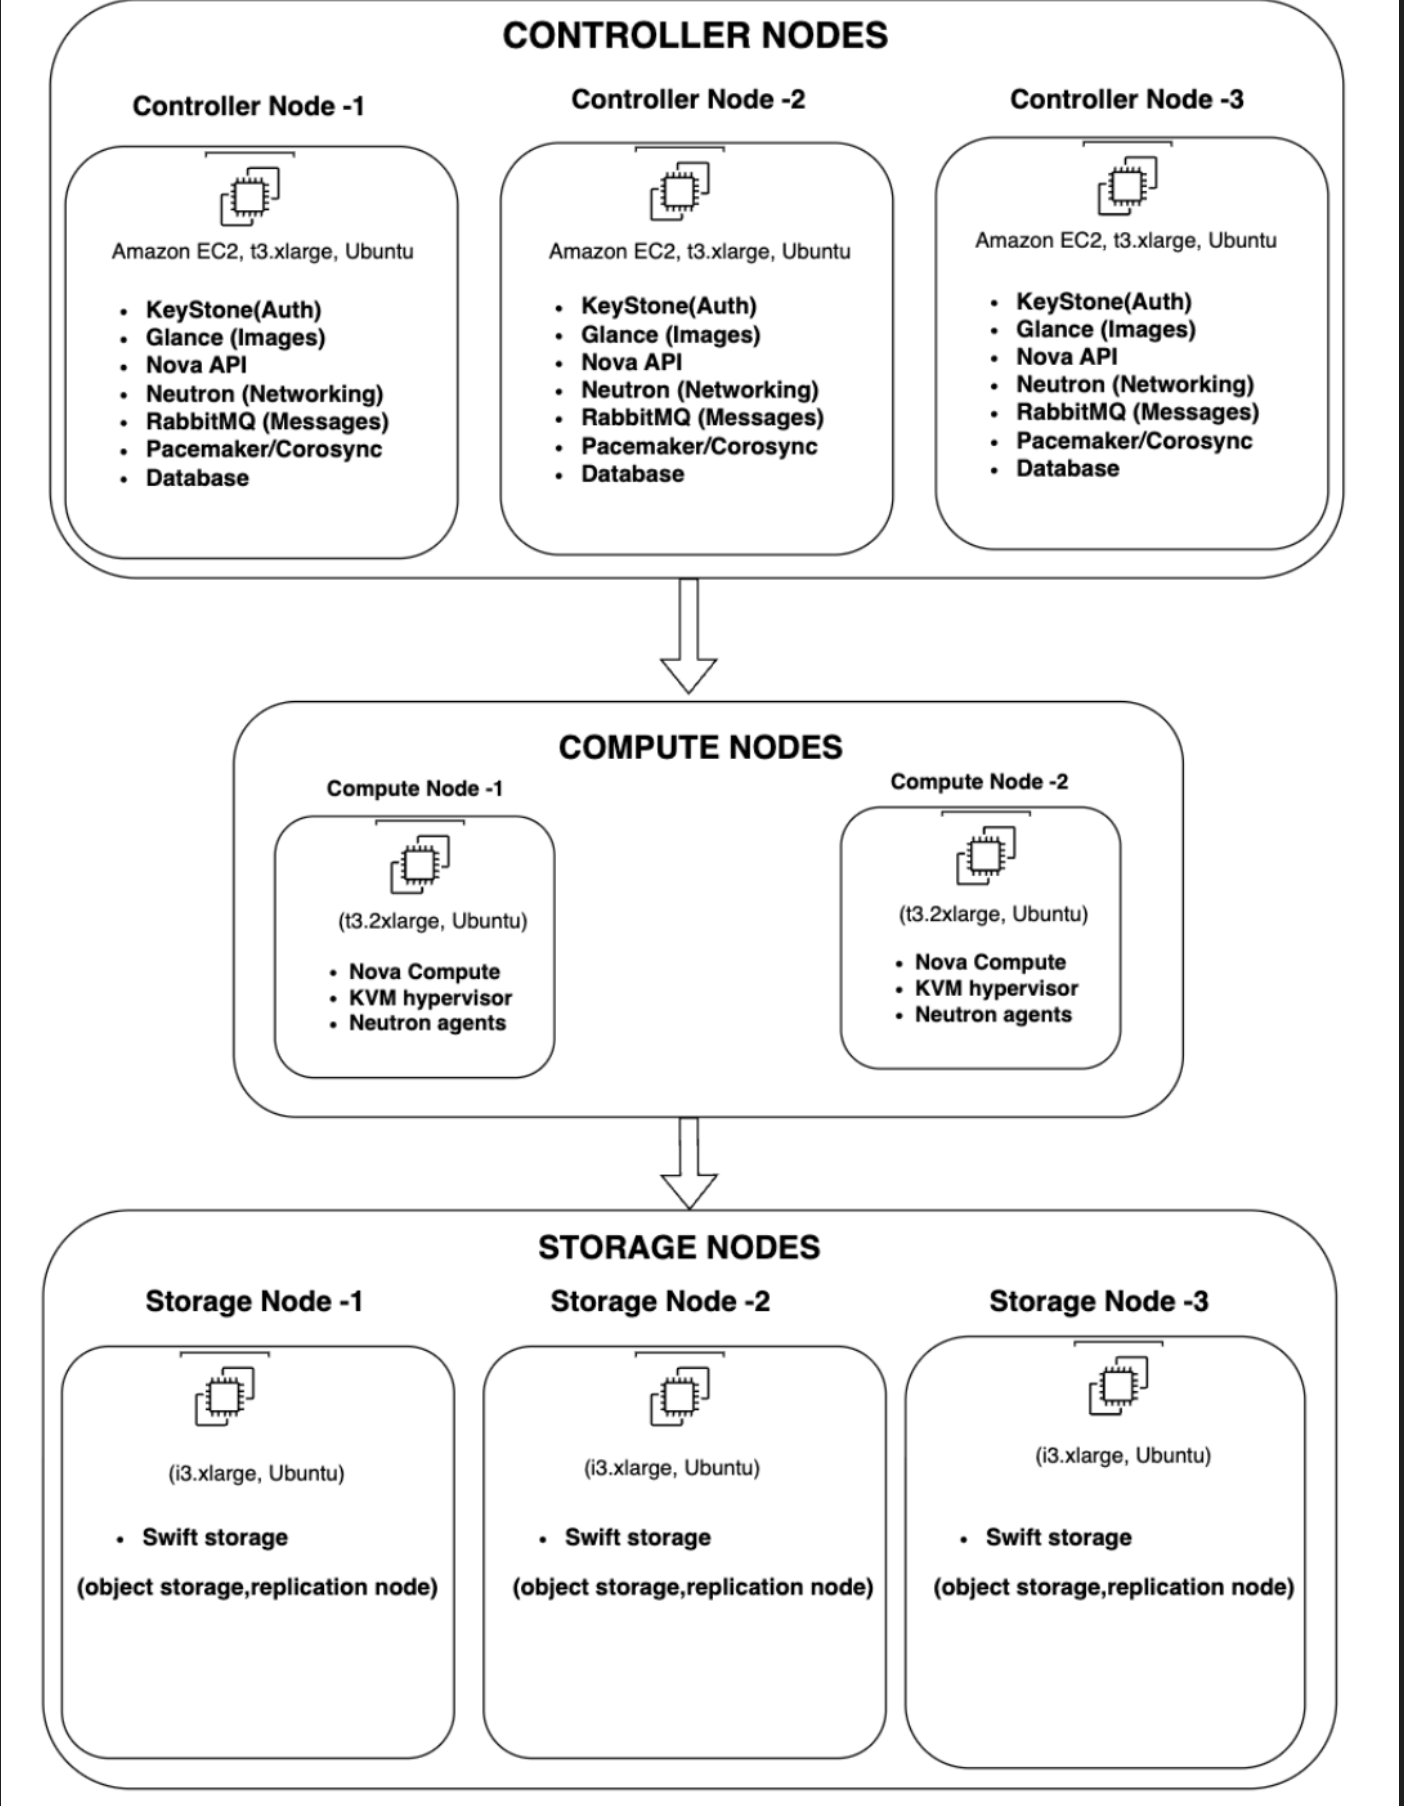 CONTROLLER NODES
Controller Node -1
Amazon EC2, t3.xlarge, Ubuntu
• KeyStone(Auth)
• Glance (Images)
• Nova API
• Neutron (Networking)
• RabbitMQ (Messages)
• Pacemaker/Corosync
• Database
Controller Node -2
Amazon EC2, t3.xlarge, Ubuntu
• KeyStone(Auth)
• Glance (Images)
• Nova API
• Neutron (Networking)
• RabbitMQ (Messages)
• Pacemaker/Corosync
• Database
Controller Node -3
Amazon EC2, t3.xlarge, Ubuntu
• KeyStone(Auth)
• Glance (Images)
• Nova API
• Neutron (Networking)
• RabbitMQ (Messages)
• Pacemaker/Corosync
• Database
COMPUTE NODES
Compute Node -1
(t3.2xlarge, Ubuntu)
• Nova Compute
• KVM hypervisor
• Neutron agents
Compute Node -2
(t3.2xlarge, Ubuntu)
• Nova Compute
• KVM hypervisor
• Neutron agents
STORAGE NODES
Storage Node -1
(i3.xlarge, Ubuntu)
• Swift storage
(object storage,replication node)
Storage Node -2
(i3.xlarge, Ubuntu)
• Swift storage
(object storage,replication node)
Storage Node -3
(i3.xlarge, Ubuntu)
• Swift storage
(object storage,replication node)